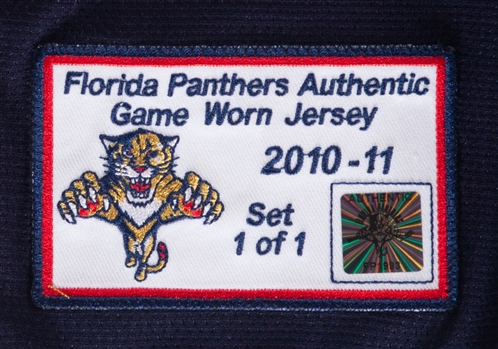 Florida Panthers Authentic
Game Worn Jersey
2010-11
Set
1 of 1